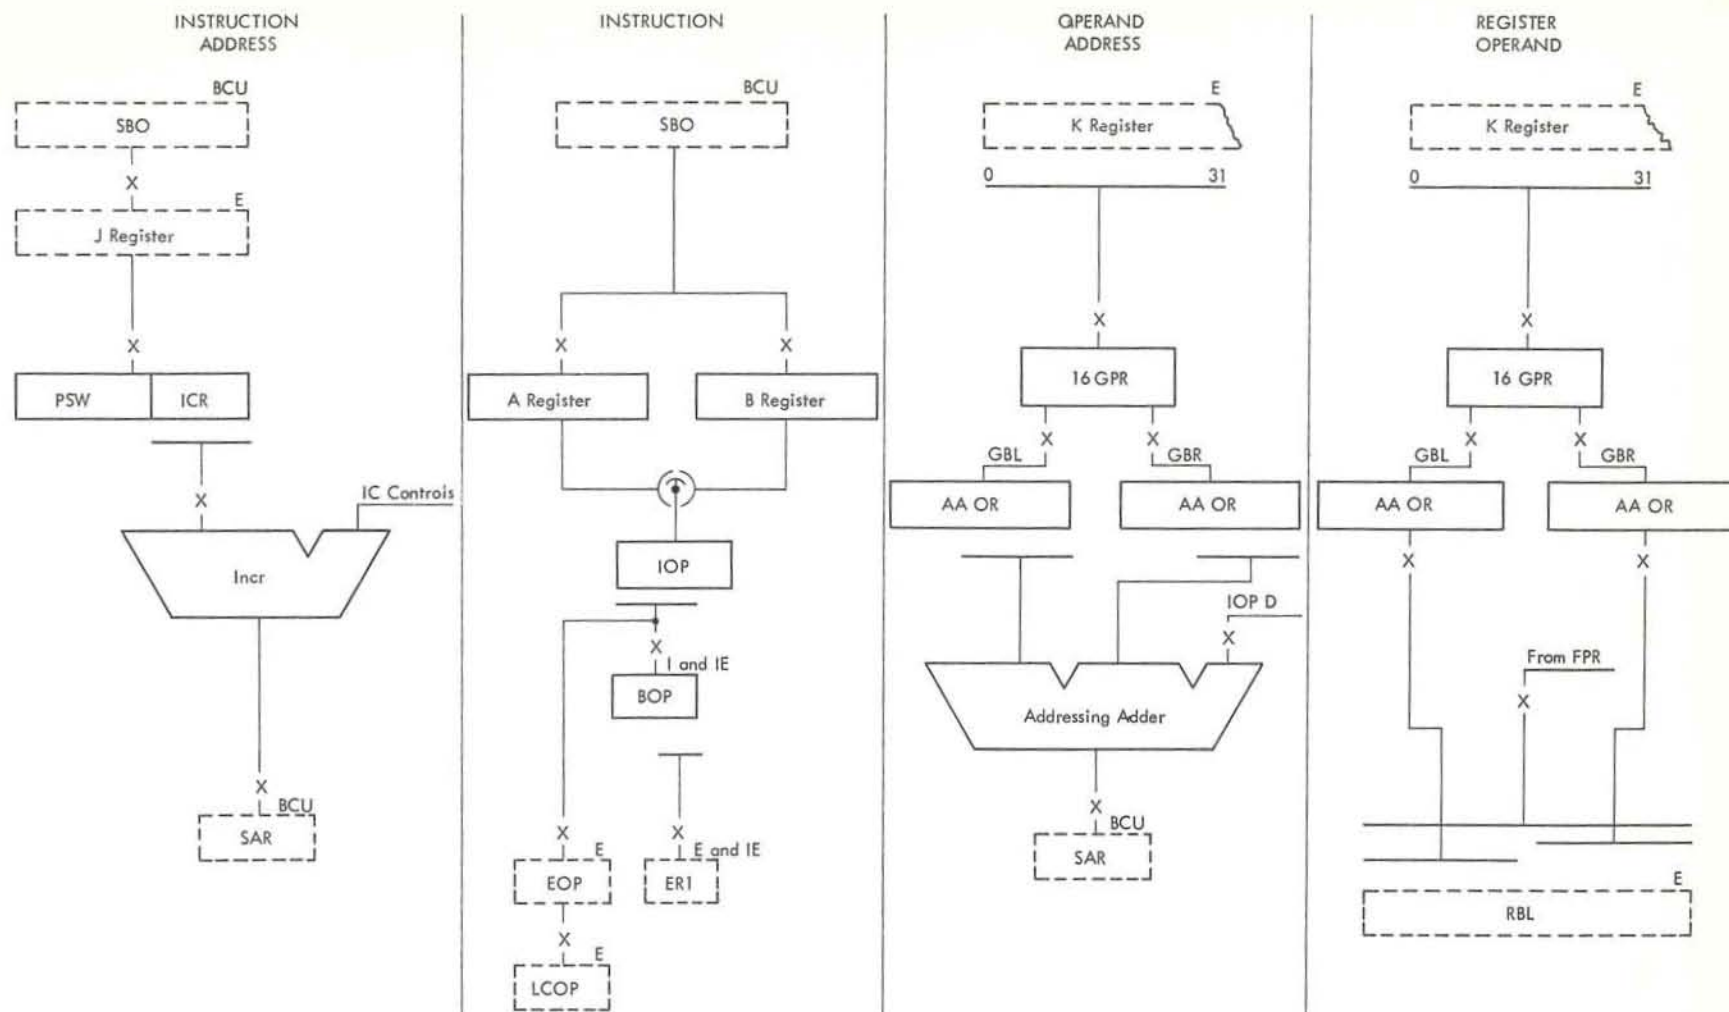 INSTRUCTION
ADDRESS
BCU
SBO
X
E
J Register
X
PSW
ICR
X
IC Controls
Incr
X
BCU
SAR
INSTRUCTION
BCU
SBO
X
X
A Register
B Register
IOP
X
I and IE
BOP
X
X
E
E and IE
EOP
ER1
X
E
LCOP
OPERAND
ADDRESS
E
K Register
0
31
X
16 GPR
X
X
GBL
GBR
AA OR
AA OR
IOP D
X
Addressing Adder
X
BCU
SAR
REGISTER
OPERAND
E
K Register
0
31
X
16 GPR
X
X
GBL
GBR
AA OR
AA OR
X
X
From FPR
X
E
RBL